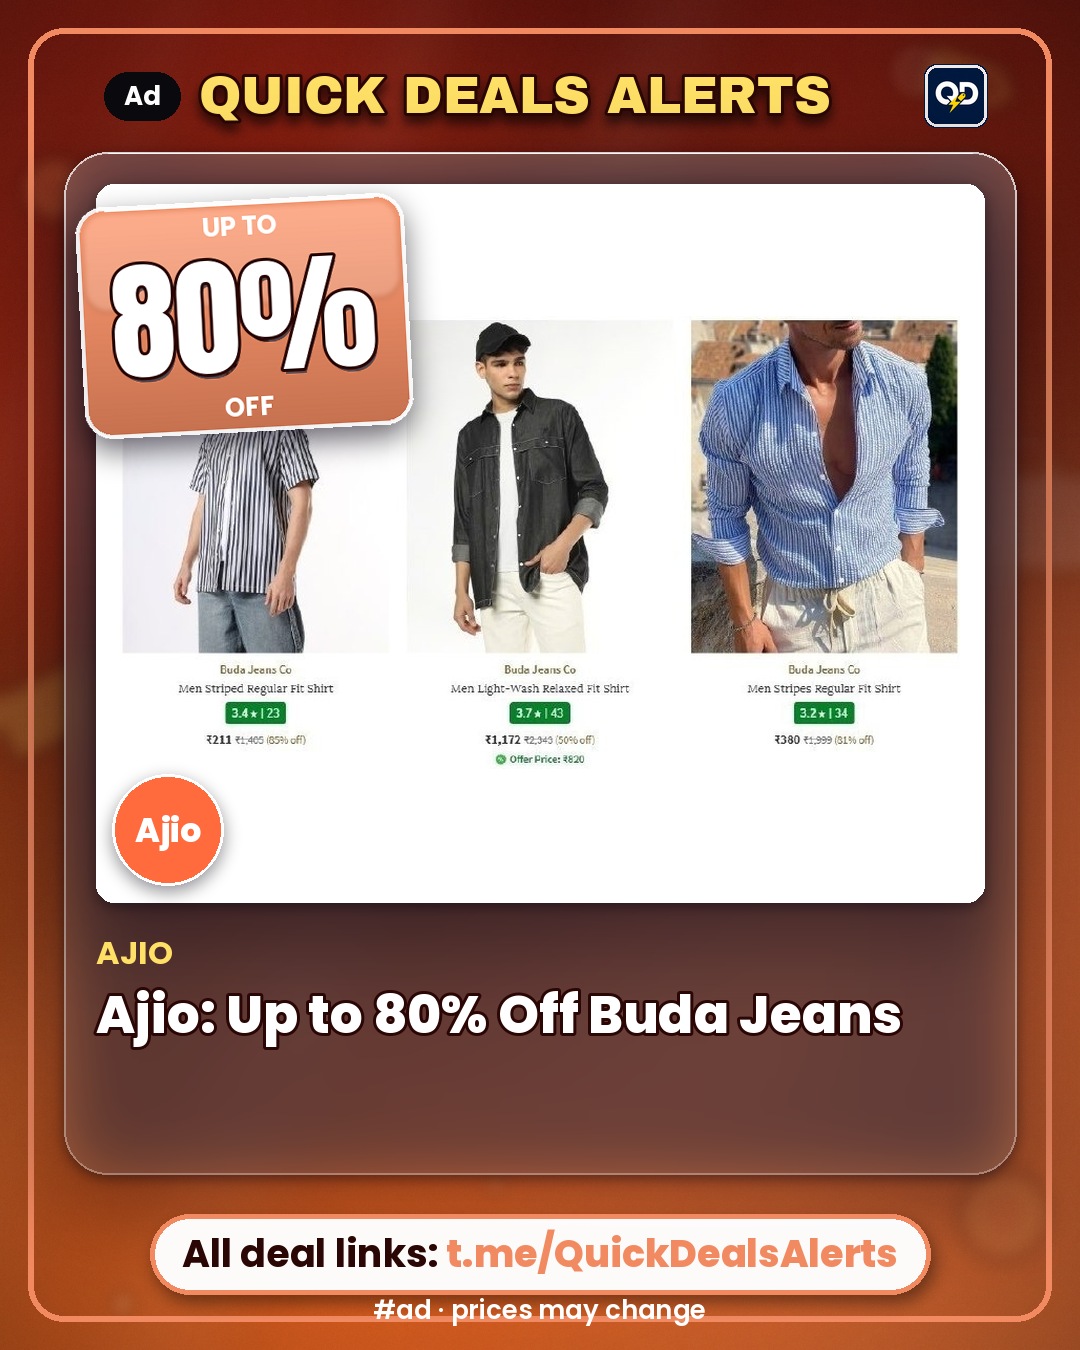 Ad
QUICK DEALS ALERTS
QD
UP TO
80%
OFF
Buda Jeans Co
Men Striped Regular Fit Shirt
3.4★ | 23
₹211 ₹1,405 (85% off)
Buda Jeans Co
Men Light-Wash Relaxed Fit Shirt
3.7★ | 43
₹1,172 ₹2,343 (50% off)
% Offer Price: ₹820
Buda Jeans Co
Men Stripes Regular Fit Shirt
3.2★ | 34
₹380 ₹1,999 (81% off)
Ajio
AJIO
Ajio: Up to 80% Off Buda Jeans
All deal links: t.me/QuickDealsAlerts
#ad · prices may change